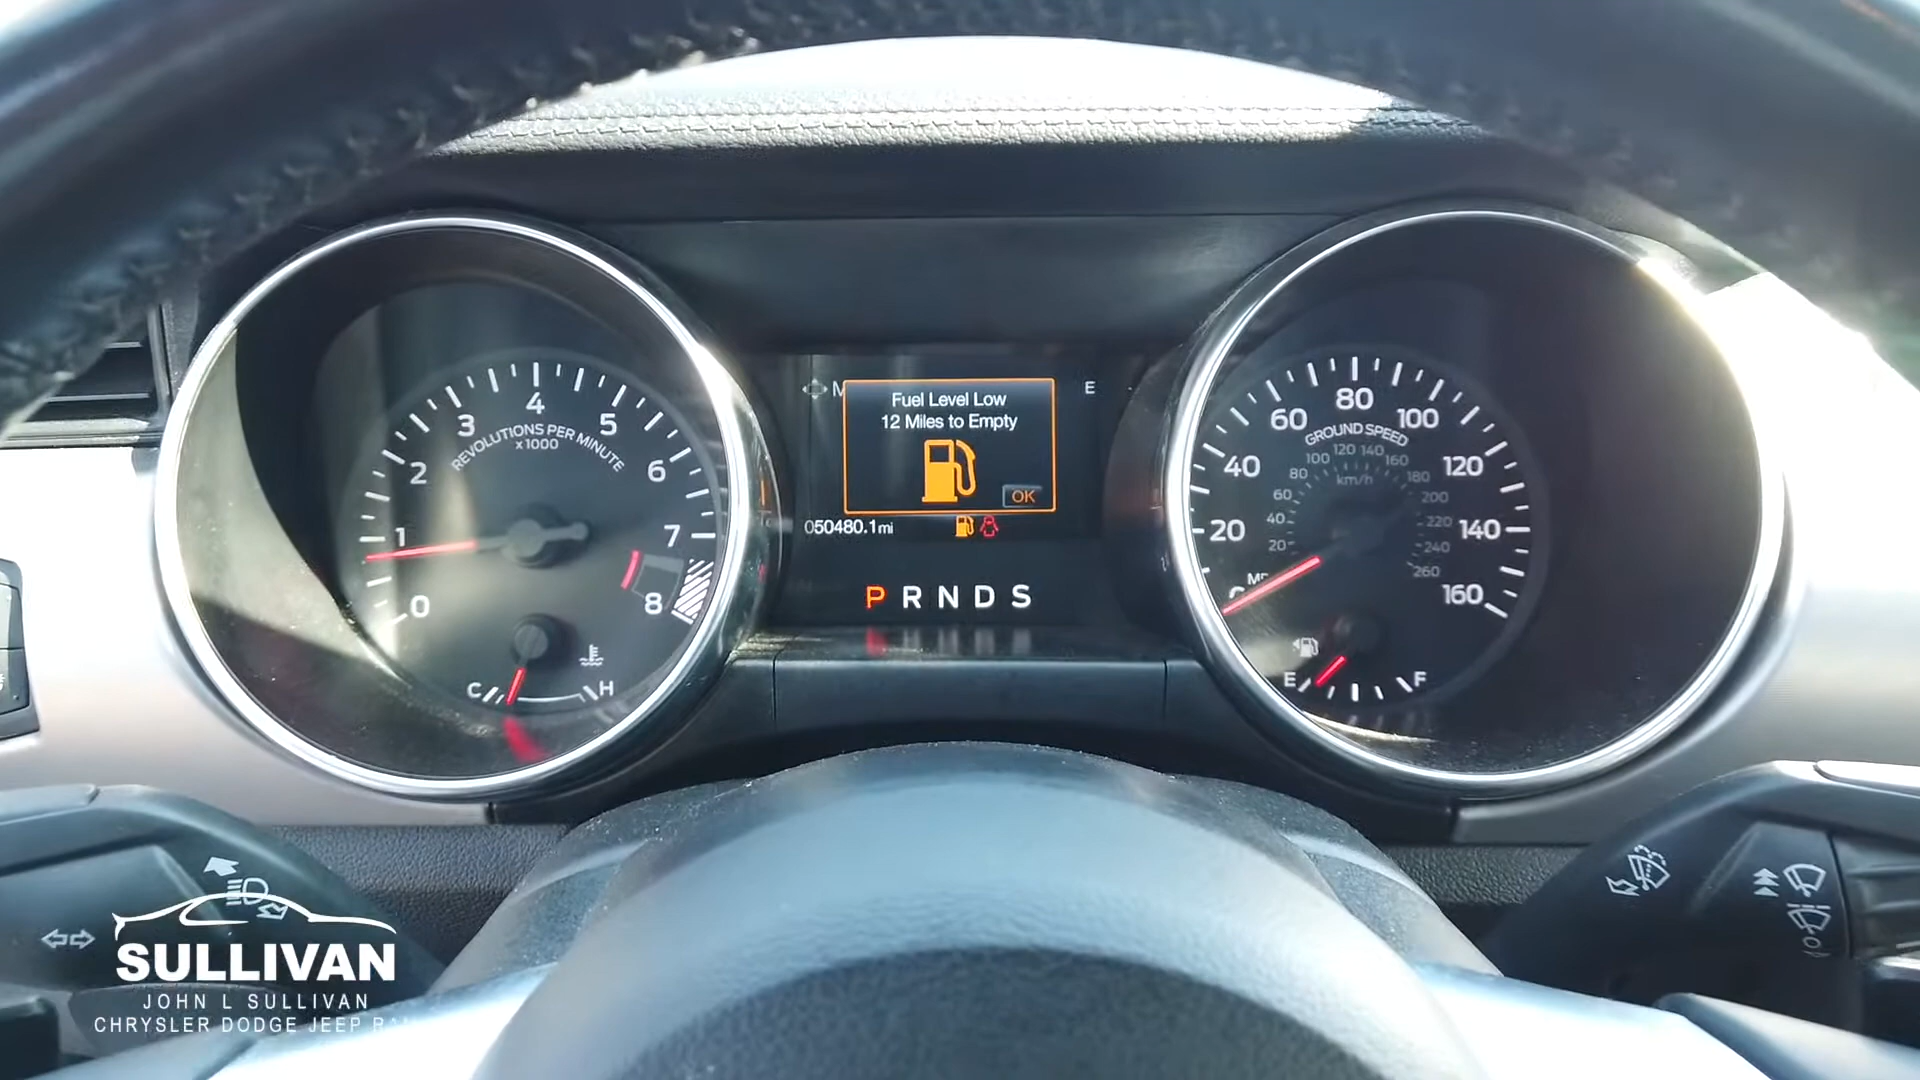 4
3
5
REVOLUTIONS PER MINUTE
x1000
2
6
1
7
0
8
C
H
M
E
Fuel Level Low
12 Miles to Empty
OK
050480.1mi
P R N D S
80
60
100
GROUND SPEED
120 140
100
160
40
120
80
km/h
180
60
200
20
40
220
140
20
240
260
160
E
F
SULLIVAN
JOHN L SULLIVAN
CHRYSLER DODGE JEEP